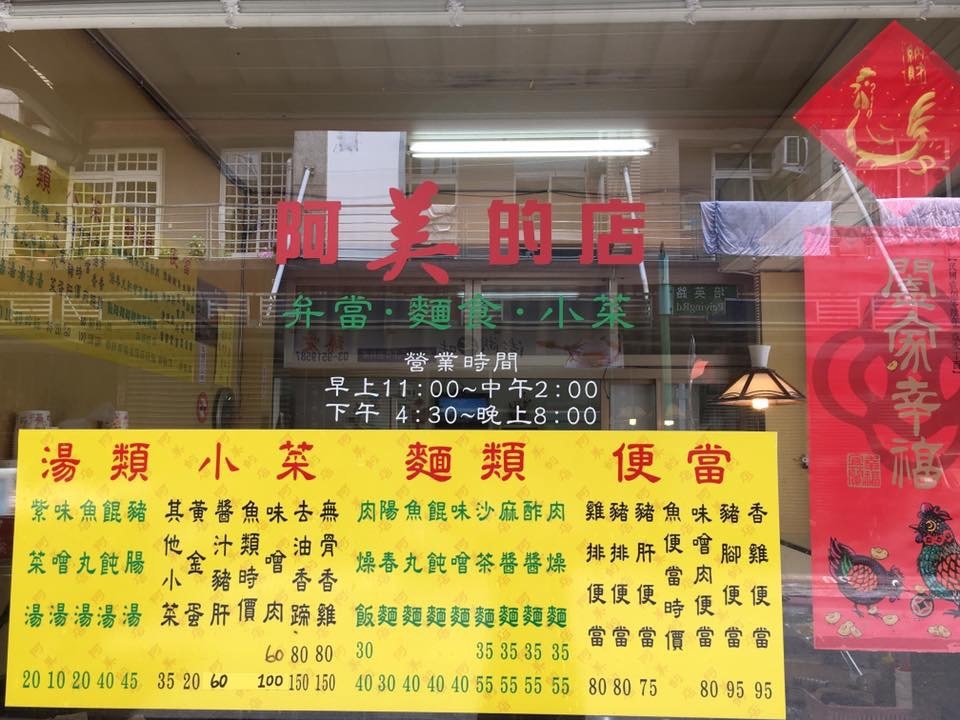 阿美的店
弁當·麵食·小菜
營業時間
早上11:00~中午2:00
下午 4:30~晚上8:00
便當
香雞便當 95
豬腳便當 95
味噌肉便當 80
魚便當時價
豬肝便當 75
豬排便當 80
雞排便當 80
麵類
肉燥麵 35 55
酢醬麵 35 55
麻醬麵 35 55
沙茶麵 35 55
味噌麵 40
餛飩麵 40
魚丸麵 40
陽春麵 30
肉燥飯 30 40
小菜
無骨香雞 80 150
去油香蹄 80 150
味噌肉 60 100
魚類時價
醬汁豬肝 60
黃金蛋 20
其他小菜 35
湯類
豬腸湯 45
餛飩湯 40
魚丸湯 20
味噌湯 10
紫菜湯 20
闔家幸福
培英路
Peiying Rd